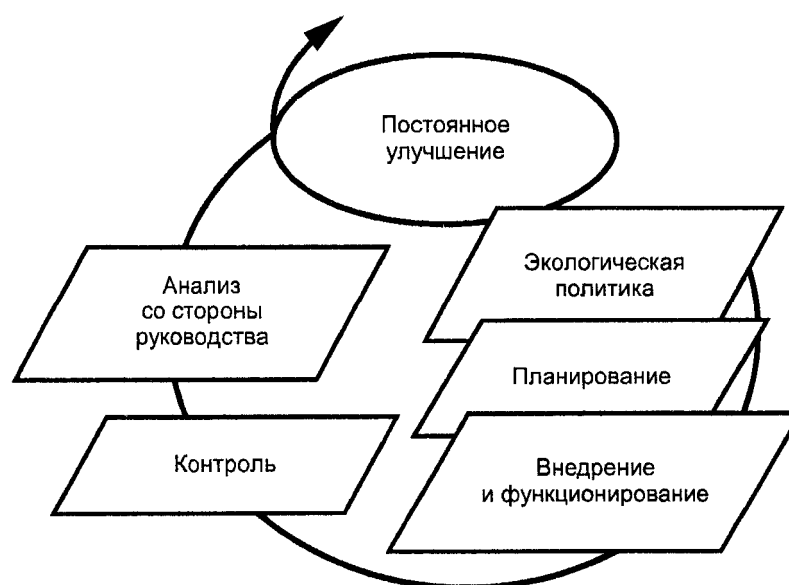 Постоянное
улучшение
Экологическая
политика
Планирование
Внедрение
и функционирование
Контроль
Анализ
со стороны
руководства